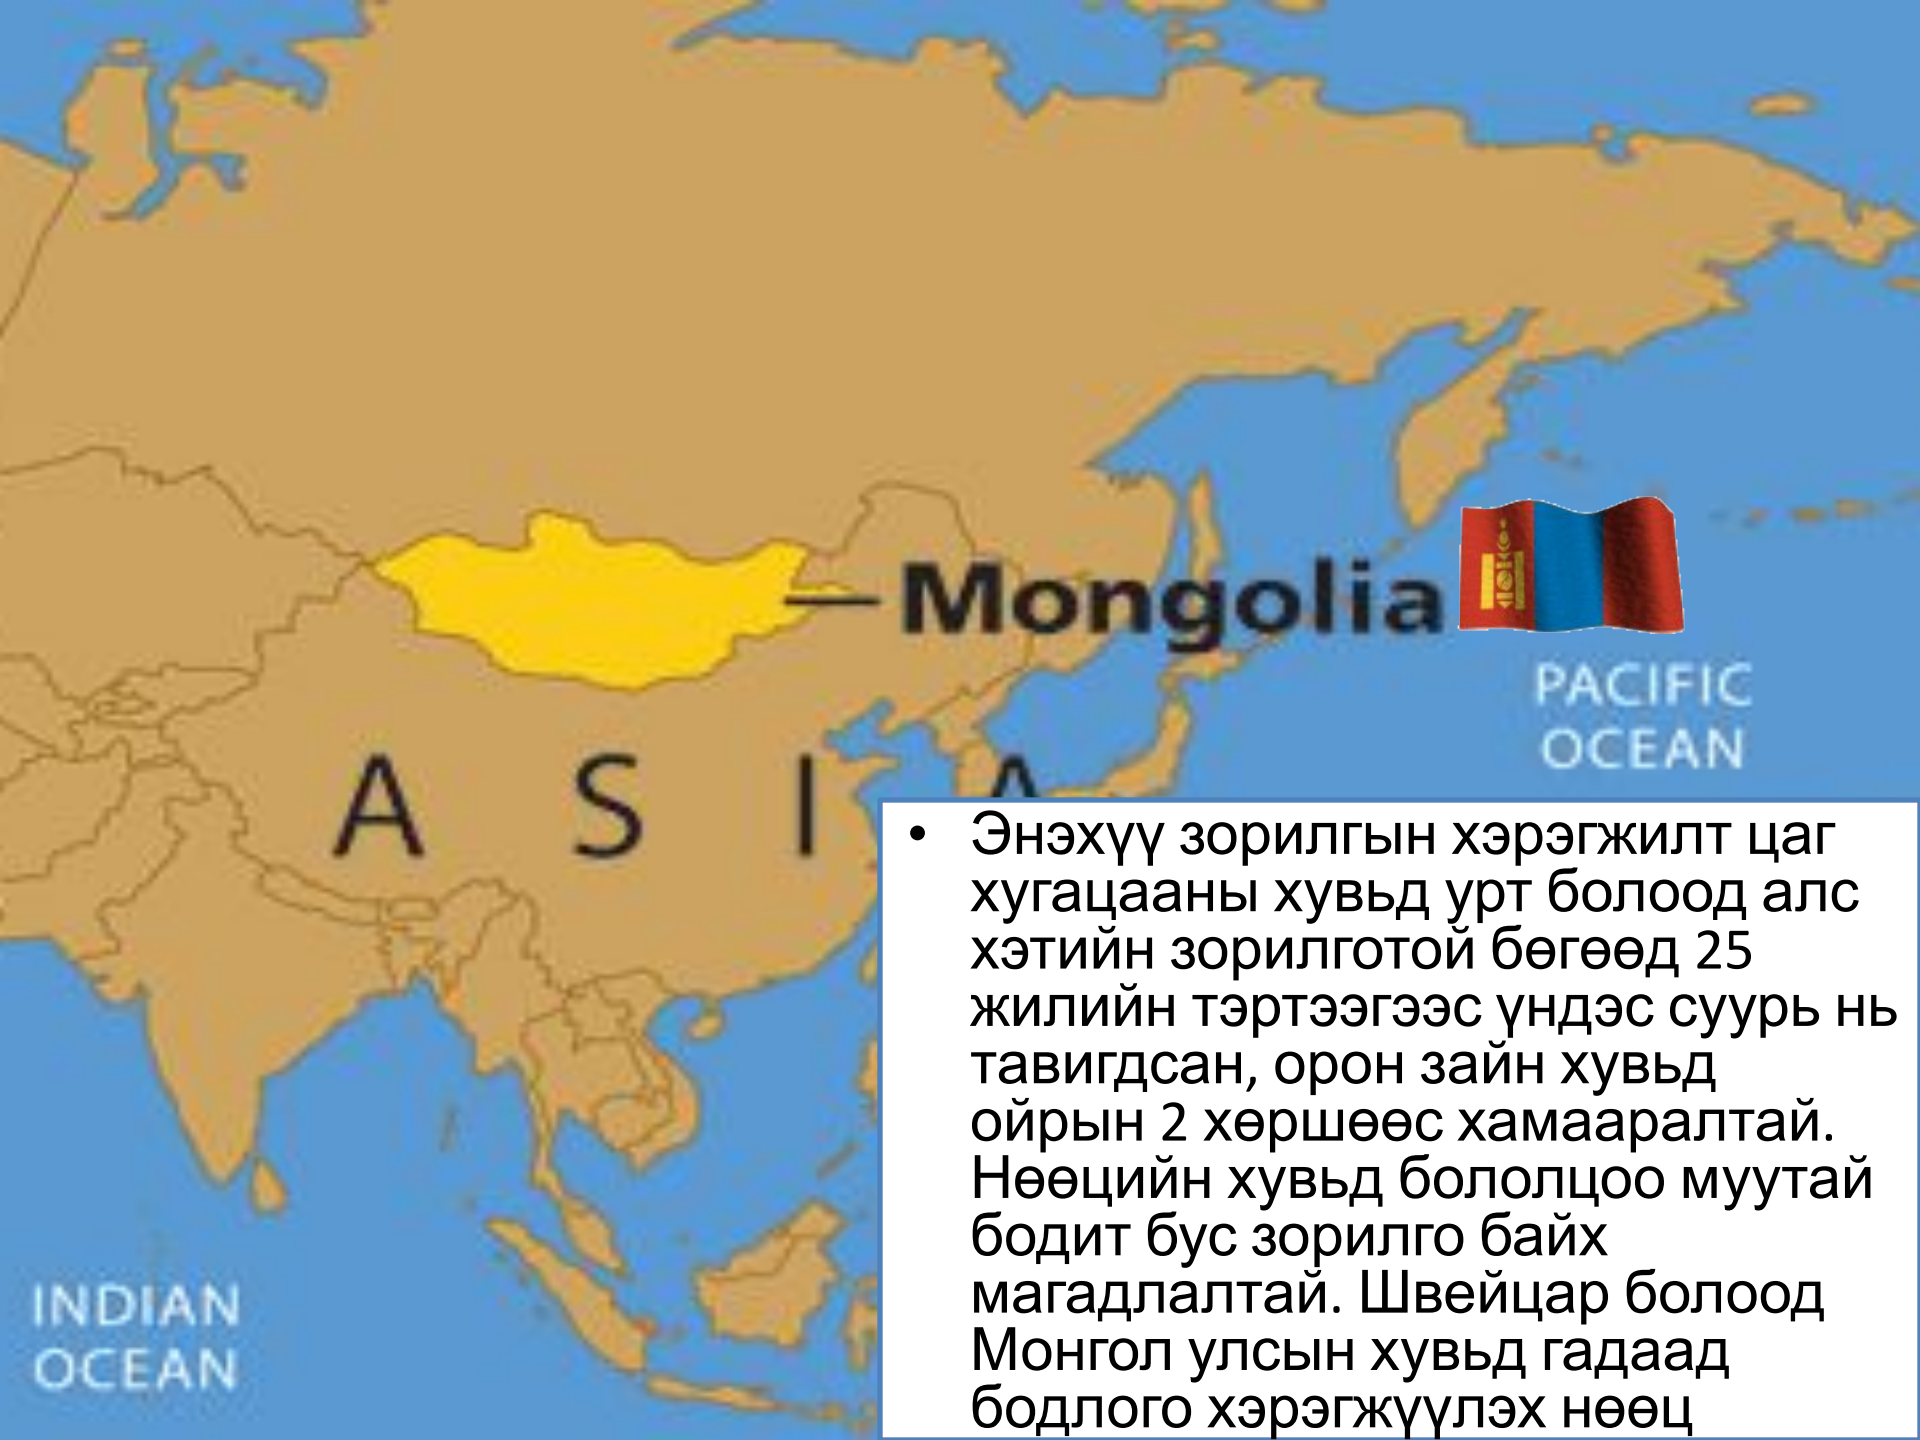 Mongolia
PACIFIC
OCEAN
A S I A
• Энэхүү зорилгын хэрэгжилт цаг
хугацааны хувьд урт болоод алс
хэтийн зорилготой бөгөөд 25
жилийн тэртээгээс үндэс суурь нь
тавигдсан, орон зайн хувьд
ойрын 2 хөршөөс хамааралтай.
Нөөцийн хувьд бололцоо муутай
бодит бус зорилго байх
магадлалтай. Швейцар болоод
Монгол улсын хувьд гадаад
бодлого хэрэгжүүлэх нөөц
INDIAN
OCEAN